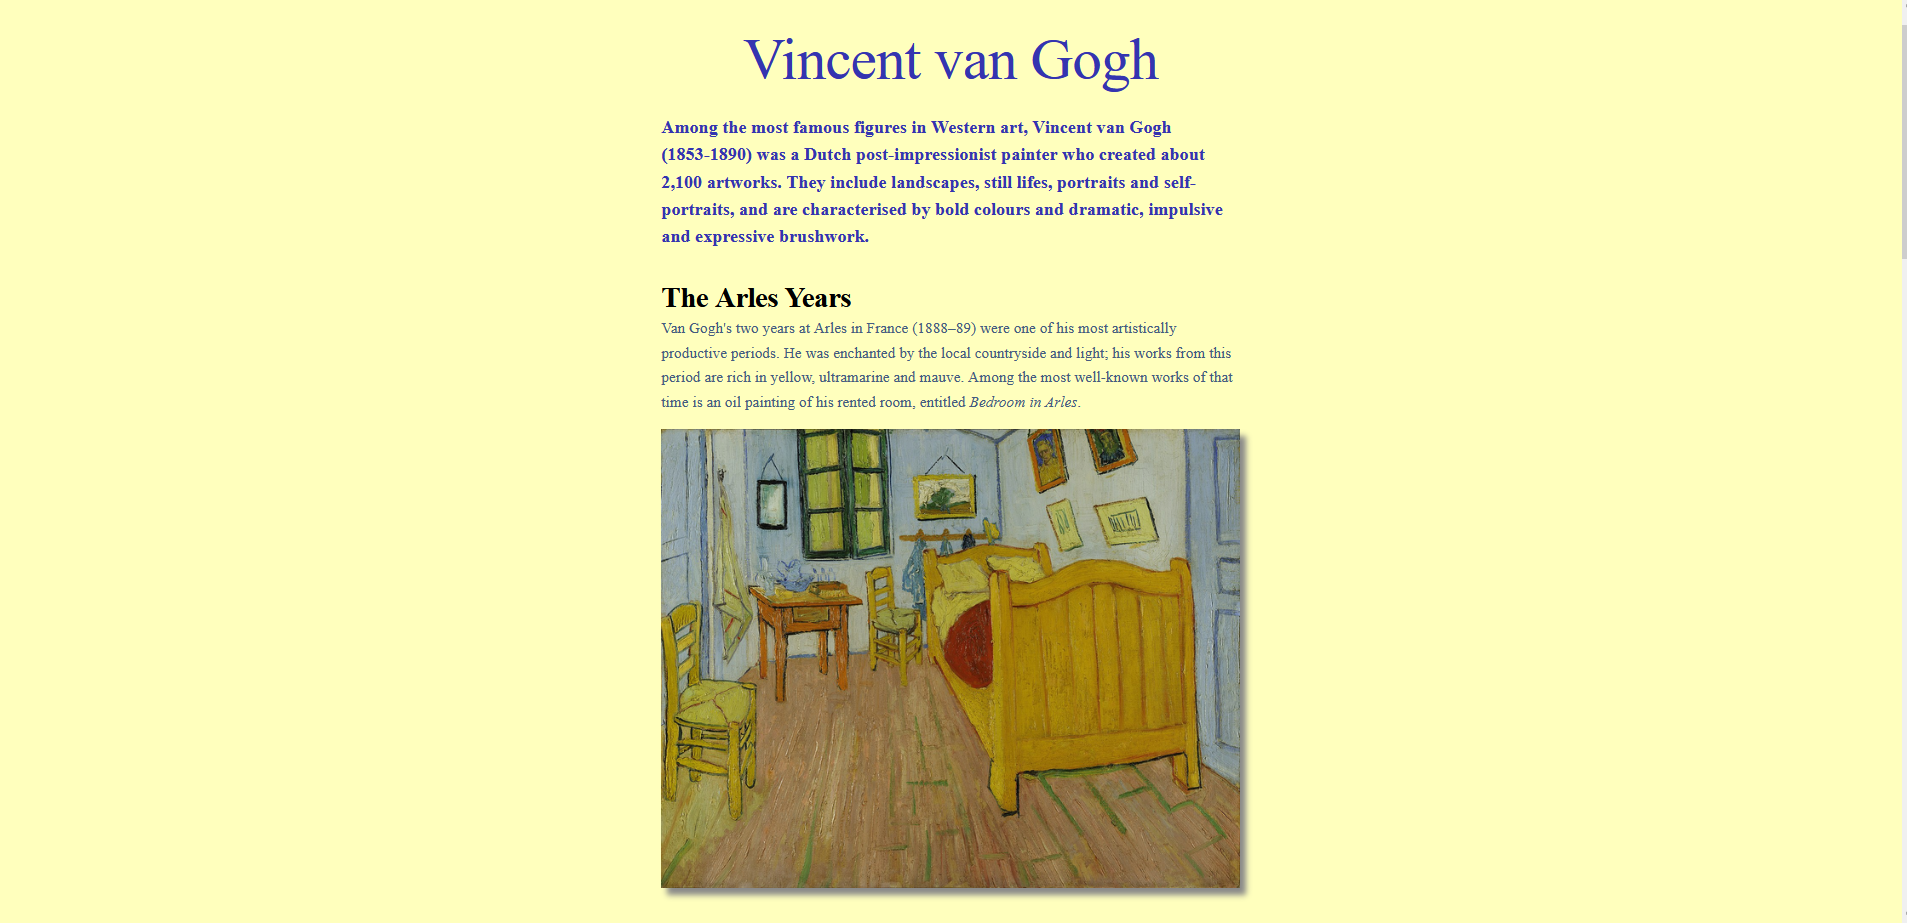 Vincent van Gogh
Among the most famous figures in Western art, Vincent van Gogh
(1853-1890) was a Dutch post-impressionist painter who created about
2,100 artworks. They include landscapes, still lifes, portraits and self-
portraits, and are characterised by bold colours and dramatic, impulsive
and expressive brushwork.
The Arles Years
Van Gogh's two years at Arles in France (1888–89) were one of his most artistically
productive periods. He was enchanted by the local countryside and light; his works from this
period are rich in yellow, ultramarine and mauve. Among the most well-known works of that
time is an oil painting of his rented room, entitled Bedroom in Arles.